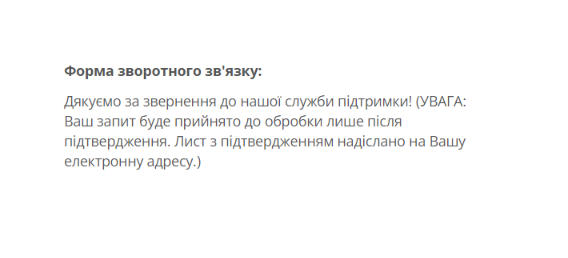 Форма зворотного зв'язку:
Дякуємо за звернення до нашої служби підтримки! (УВАГА:
Ваш запит буде прийнято до обробки лише після
підтвердження. Лист з підтвердженням надіслано на Вашу
електронну адресу.)